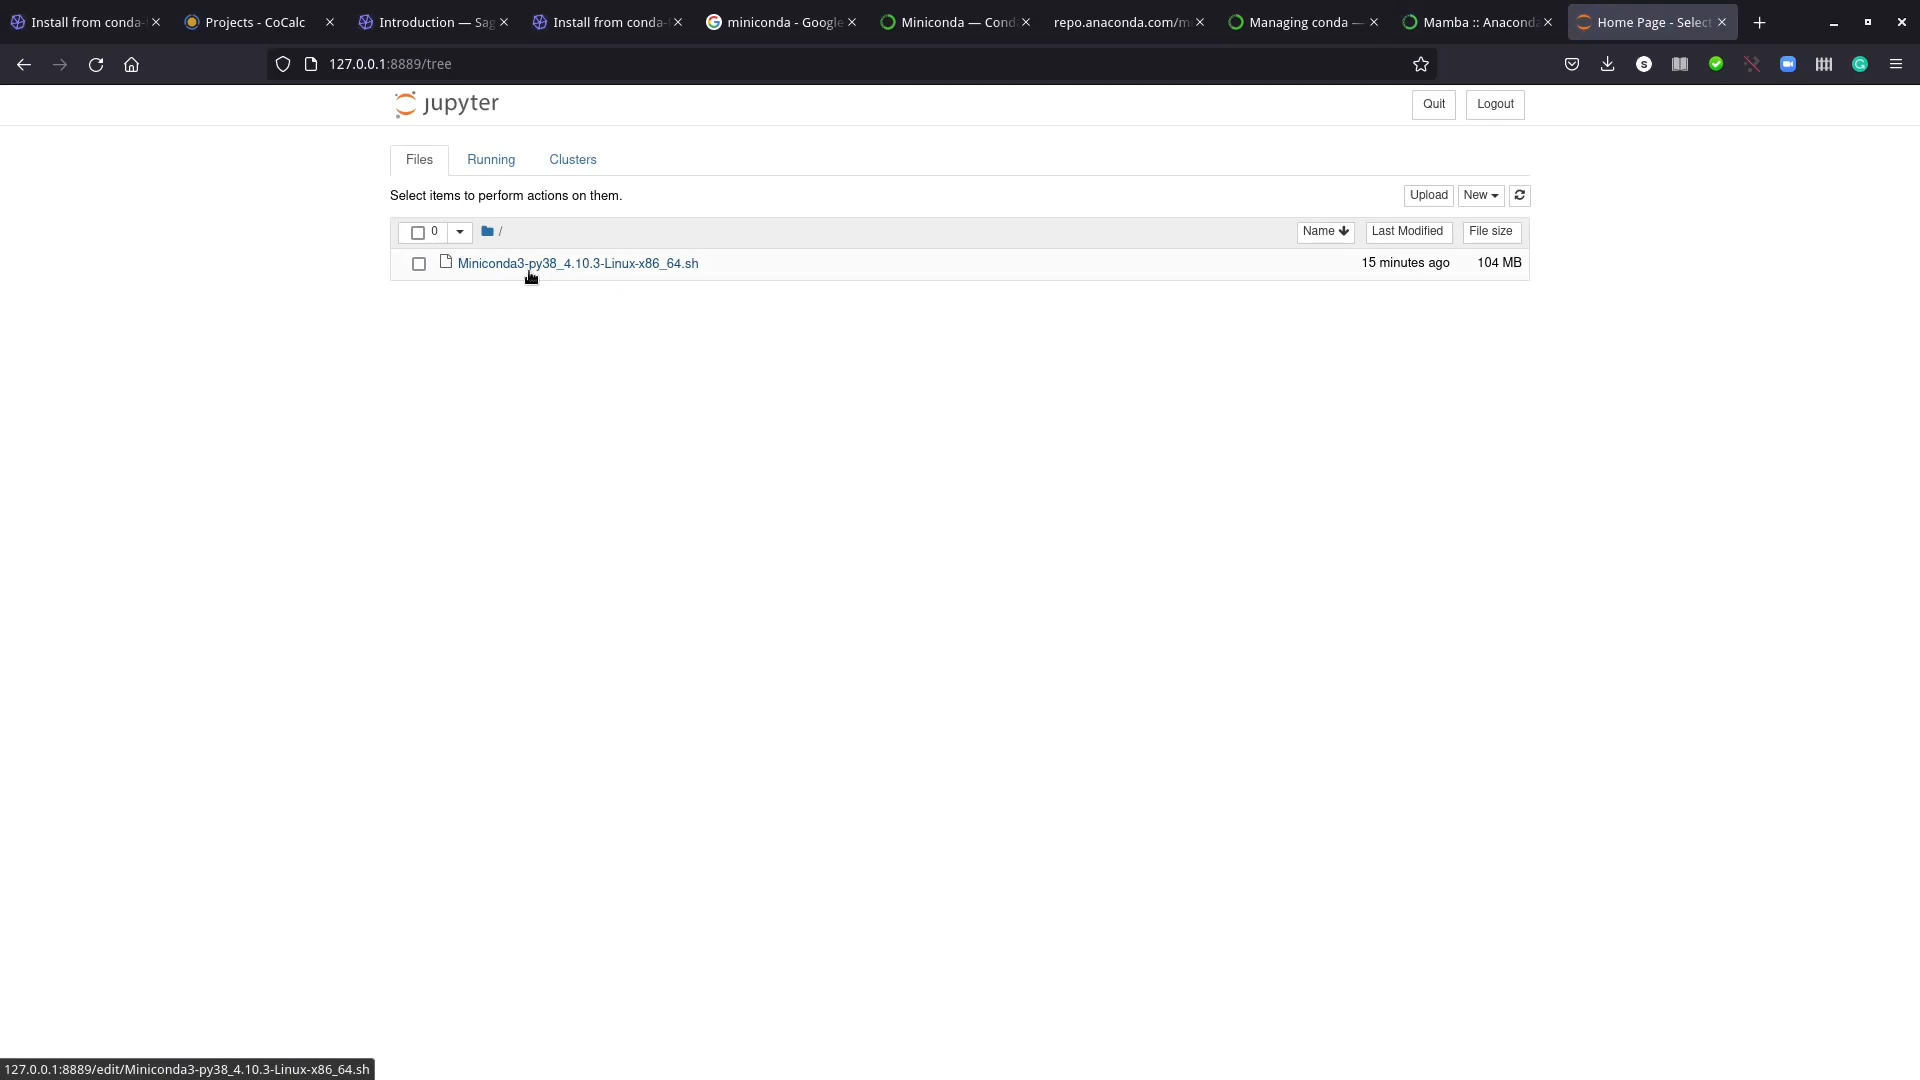 Install from conda-
Projects - CoCalc
Introduction — Sag
Install from conda-f
miniconda - Google
Miniconda — Cond
repo.anaconda.com/m
Managing conda —
Mamba :: Anaconda
Home Page - Select
127.0.0.1:8889/tree
S
G
jupyter
Quit
Logout
Files
Running
Clusters
Select items to perform actions on them.
Upload
New
0
/
Name
Last Modified
File size
Miniconda3-py38_4.10.3-Linux-x86_64.sh
15 minutes ago
104 MB
127.0.0.1:8889/edit/Miniconda3-py38_4.10.3-Linux-x86_64.sh